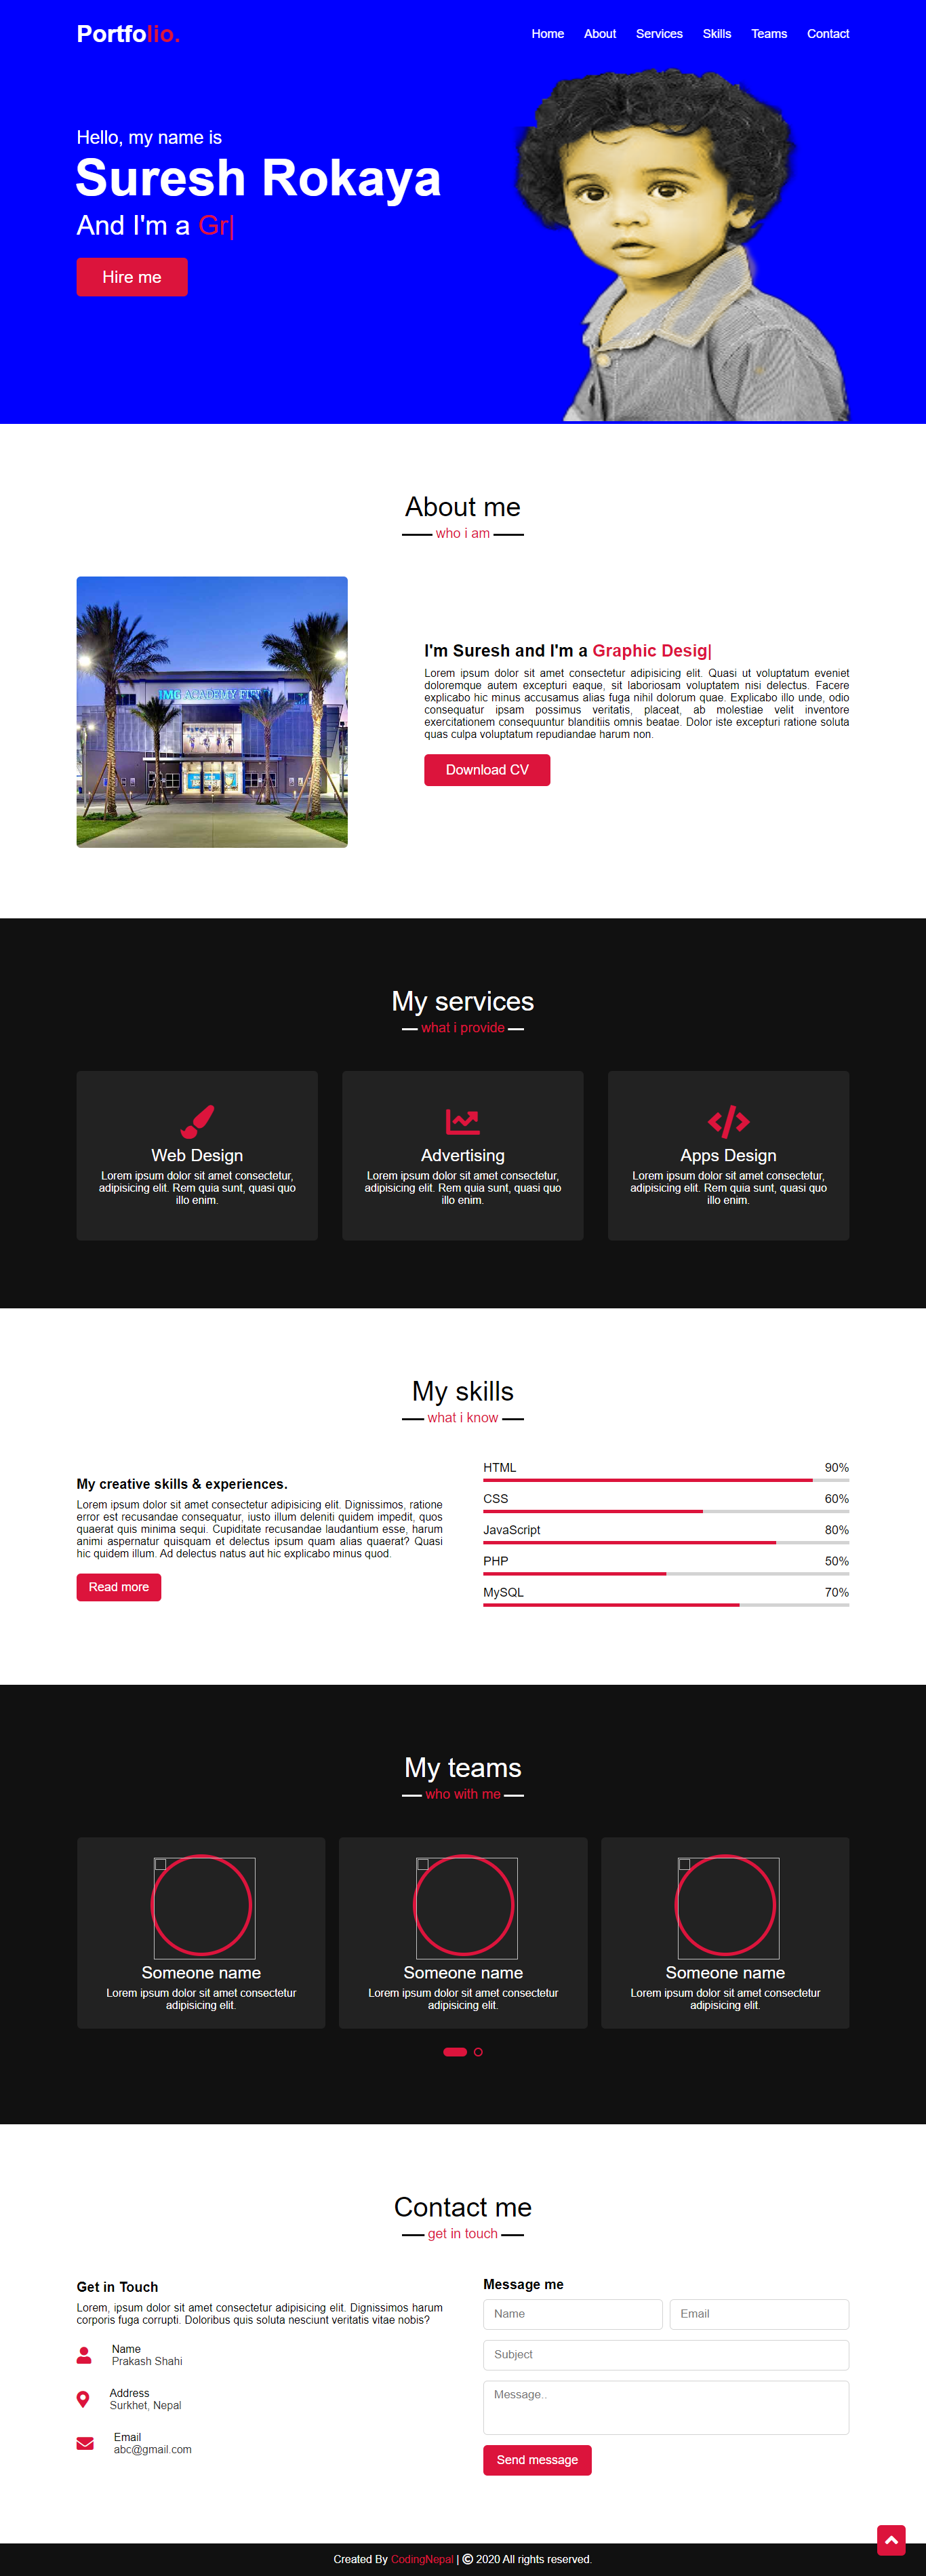 Portfolio.
Home About Services Skills Teams Contact
Hello, my name is
Suresh Rokaya
And I'm a Gr|
Hire me
About me
who i am
IMG ACADEMY
I'm Suresh and I'm a Graphic Desig|
Lorem ipsum dolor sit amet consectetur adipisicing elit. Quasi ut voluptatum eveniet
doloremque autem excepturi eaque, sit laboriosam voluptatem nisi delectus. Facere
explicabo hic minus accusamus alias fuga nihil dolorum quae. Explicabo illo unde, odio
consequatur ipsam possimus veritatis, placeat, ab molestiae velit inventore
exercitationem consequuntur blanditiis omnis beatae. Dolor iste excepturi ratione soluta
quas culpa voluptatum repudiandae harum non.
Download CV
My services
what i provide
Web Design
Lorem ipsum dolor sit amet consectetur,
adipisicing elit. Rem quia sunt, quasi quo
illo enim.
Advertising
Lorem ipsum dolor sit amet consectetur,
adipisicing elit. Rem quia sunt, quasi quo
illo enim.
Apps Design
Lorem ipsum dolor sit amet consectetur,
adipisicing elit. Rem quia sunt, quasi quo
illo enim.
My skills
what i know
My creative skills & experiences.
Lorem ipsum dolor sit amet consectetur adipisicing elit. Dignissimos, ratione
error est recusandae consequatur, iusto illum deleniti quidem impedit, quos
quaerat quis minima sequi. Cupiditate recusandae laudantium esse, harum
animi aspernatur quisquam et delectus ipsum quam alias quaerat? Quasi
hic quidem illum. Ad delectus natus aut hic explicabo minus quod.
Read more
HTML 90%
CSS 60%
JavaScript 80%
PHP 50%
MySQL 70%
My teams
who with me
Someone name
Lorem ipsum dolor sit amet consectetur
adipisicing elit.
Someone name
Lorem ipsum dolor sit amet consectetur
adipisicing elit.
Someone name
Lorem ipsum dolor sit amet consectetur
adipisicing elit.
Contact me
get in touch
Get in Touch
Lorem, ipsum dolor sit amet consectetur adipisicing elit. Dignissimos harum
corporis fuga corrupti. Doloribus quis soluta nesciunt veritatis vitae nobis?
Name
Prakash Shahi
Address
Surkhet, Nepal
Email
abc@gmail.com
Message me
Name
Email
Subject
Message..
Send message
Created By CodingNepal | © 2020 All rights reserved.